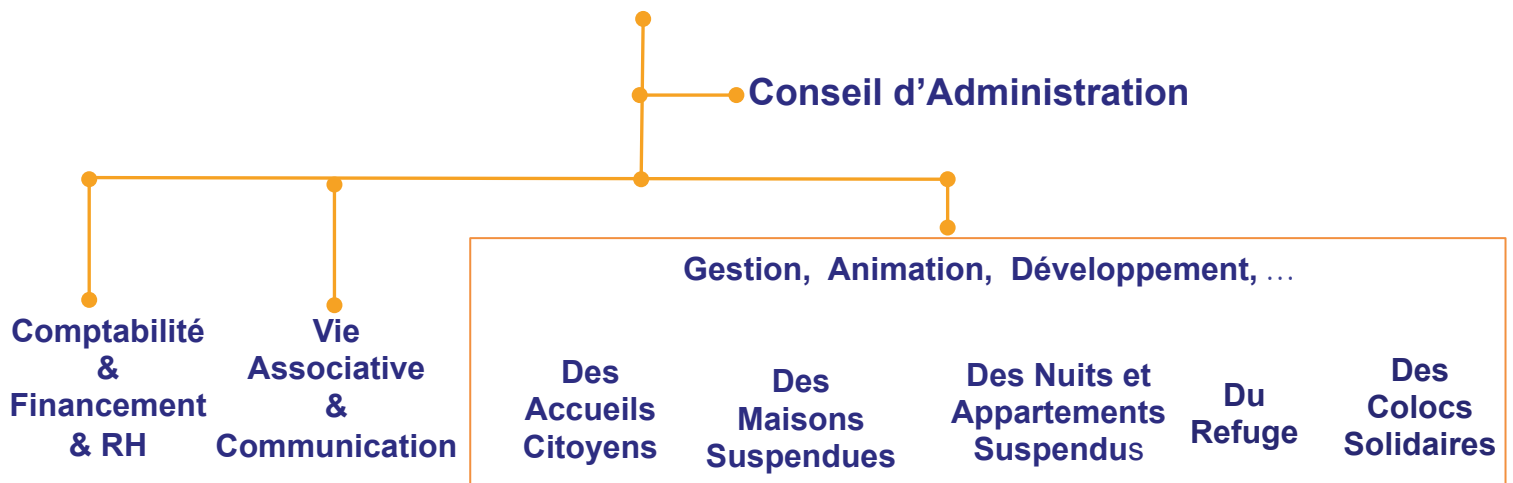 Conseil d’Administration
Gestion, Animation, Développement, ...
Comptabilité
&
Financement
& RH
Vie
Associative
&
Communication
Des
Accueils
Citoyens
Des
Maisons
Suspendues
Des Nuits et
Appartements
Suspendus
Du
Refuge
Des
Colocs
Solidaires